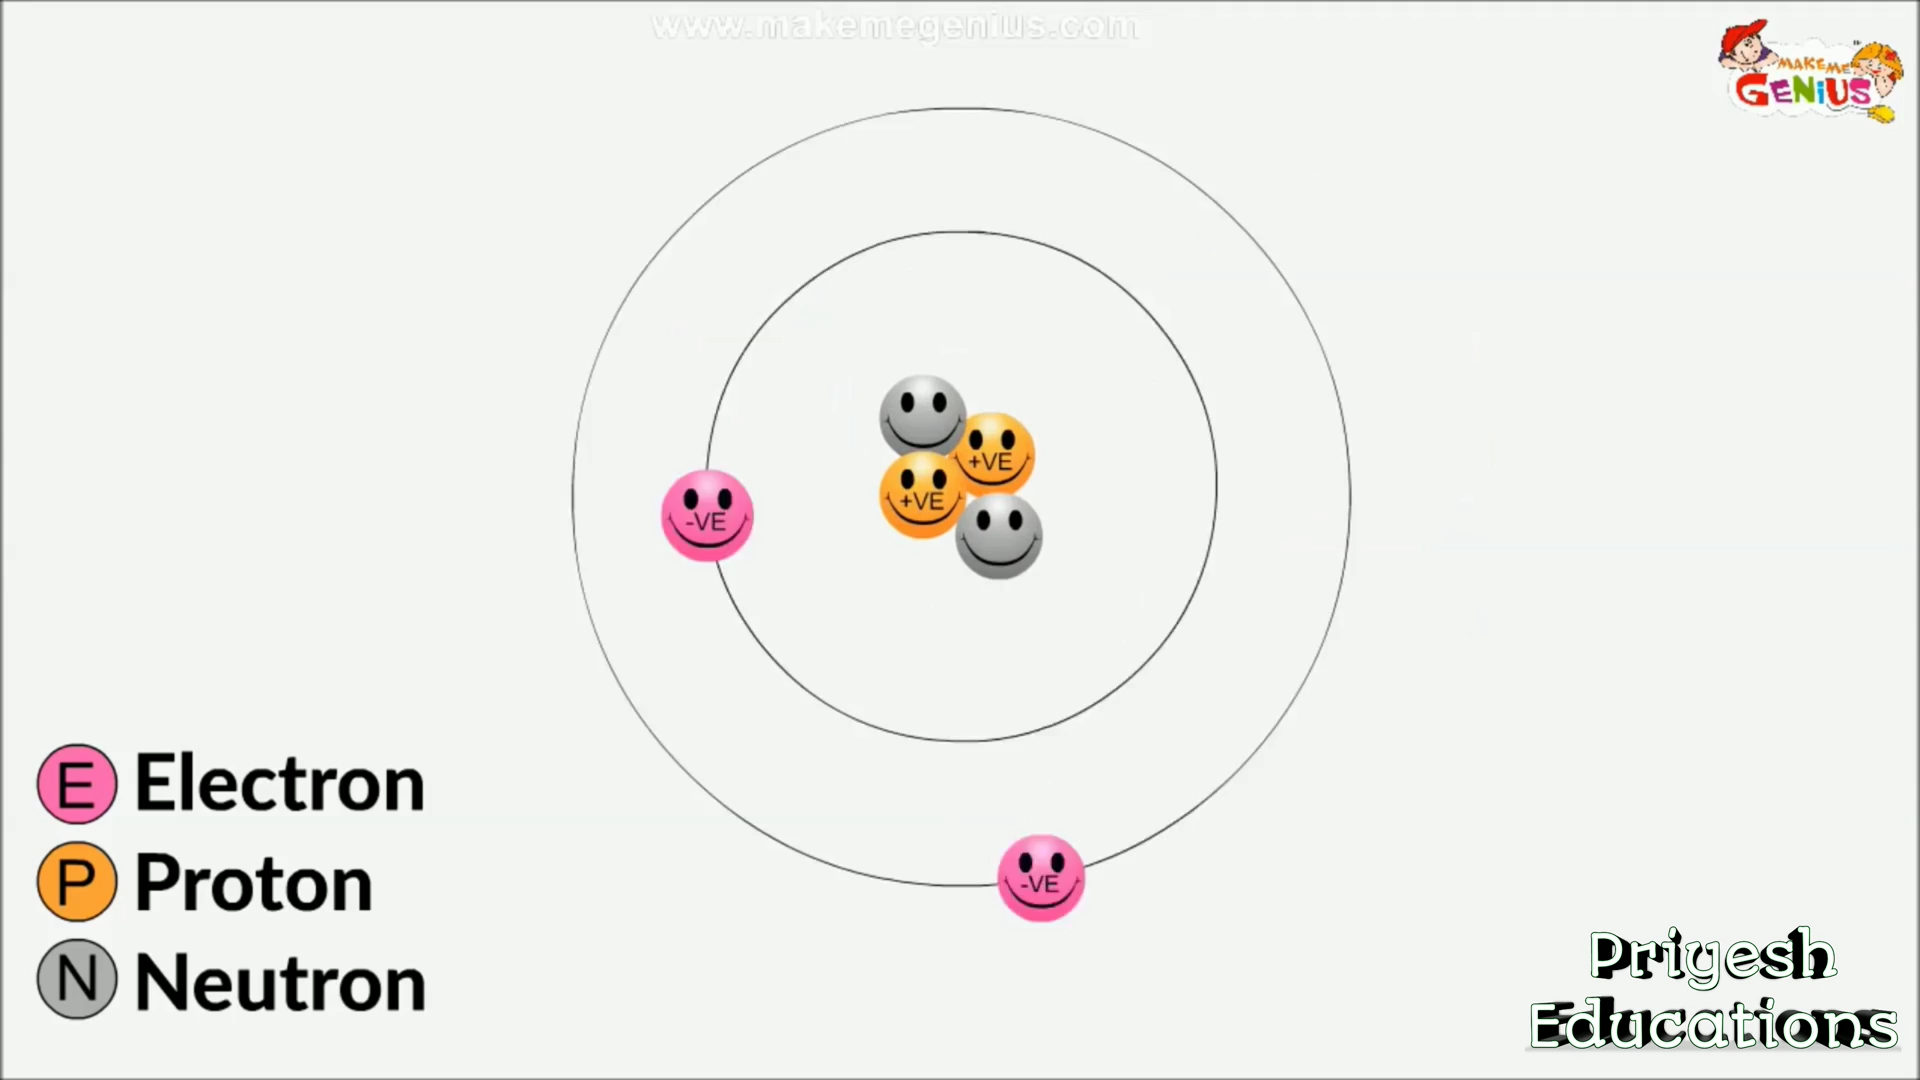 www.makemegenius.com
MAKE ME
GENiUS
+VE
+VE
-VE
-VE
E Electron
P Proton
N Neutron
Priyesh
Educations